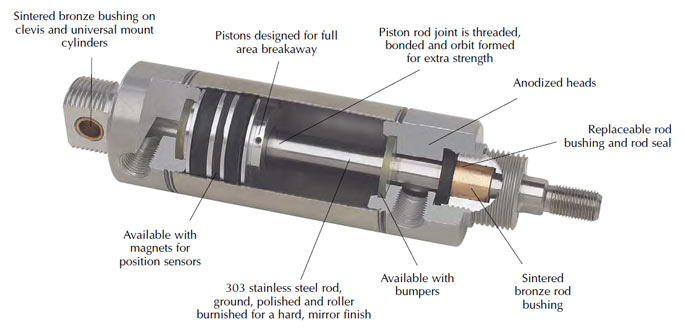 Sintered bronze bushing on
clevis and universal mount
cylinders
Pistons designed for full
area breakaway
Piston rod joint is threaded,
bonded and orbit formed
for extra strength
Anodized heads
Replaceable rod
bushing and rod seal
Available with
magnets for
position sensors
303 stainless steel rod,
ground, polished and roller
burnished for a hard, mirror finish
Available with
bumpers
Sintered
bronze rod
bushing